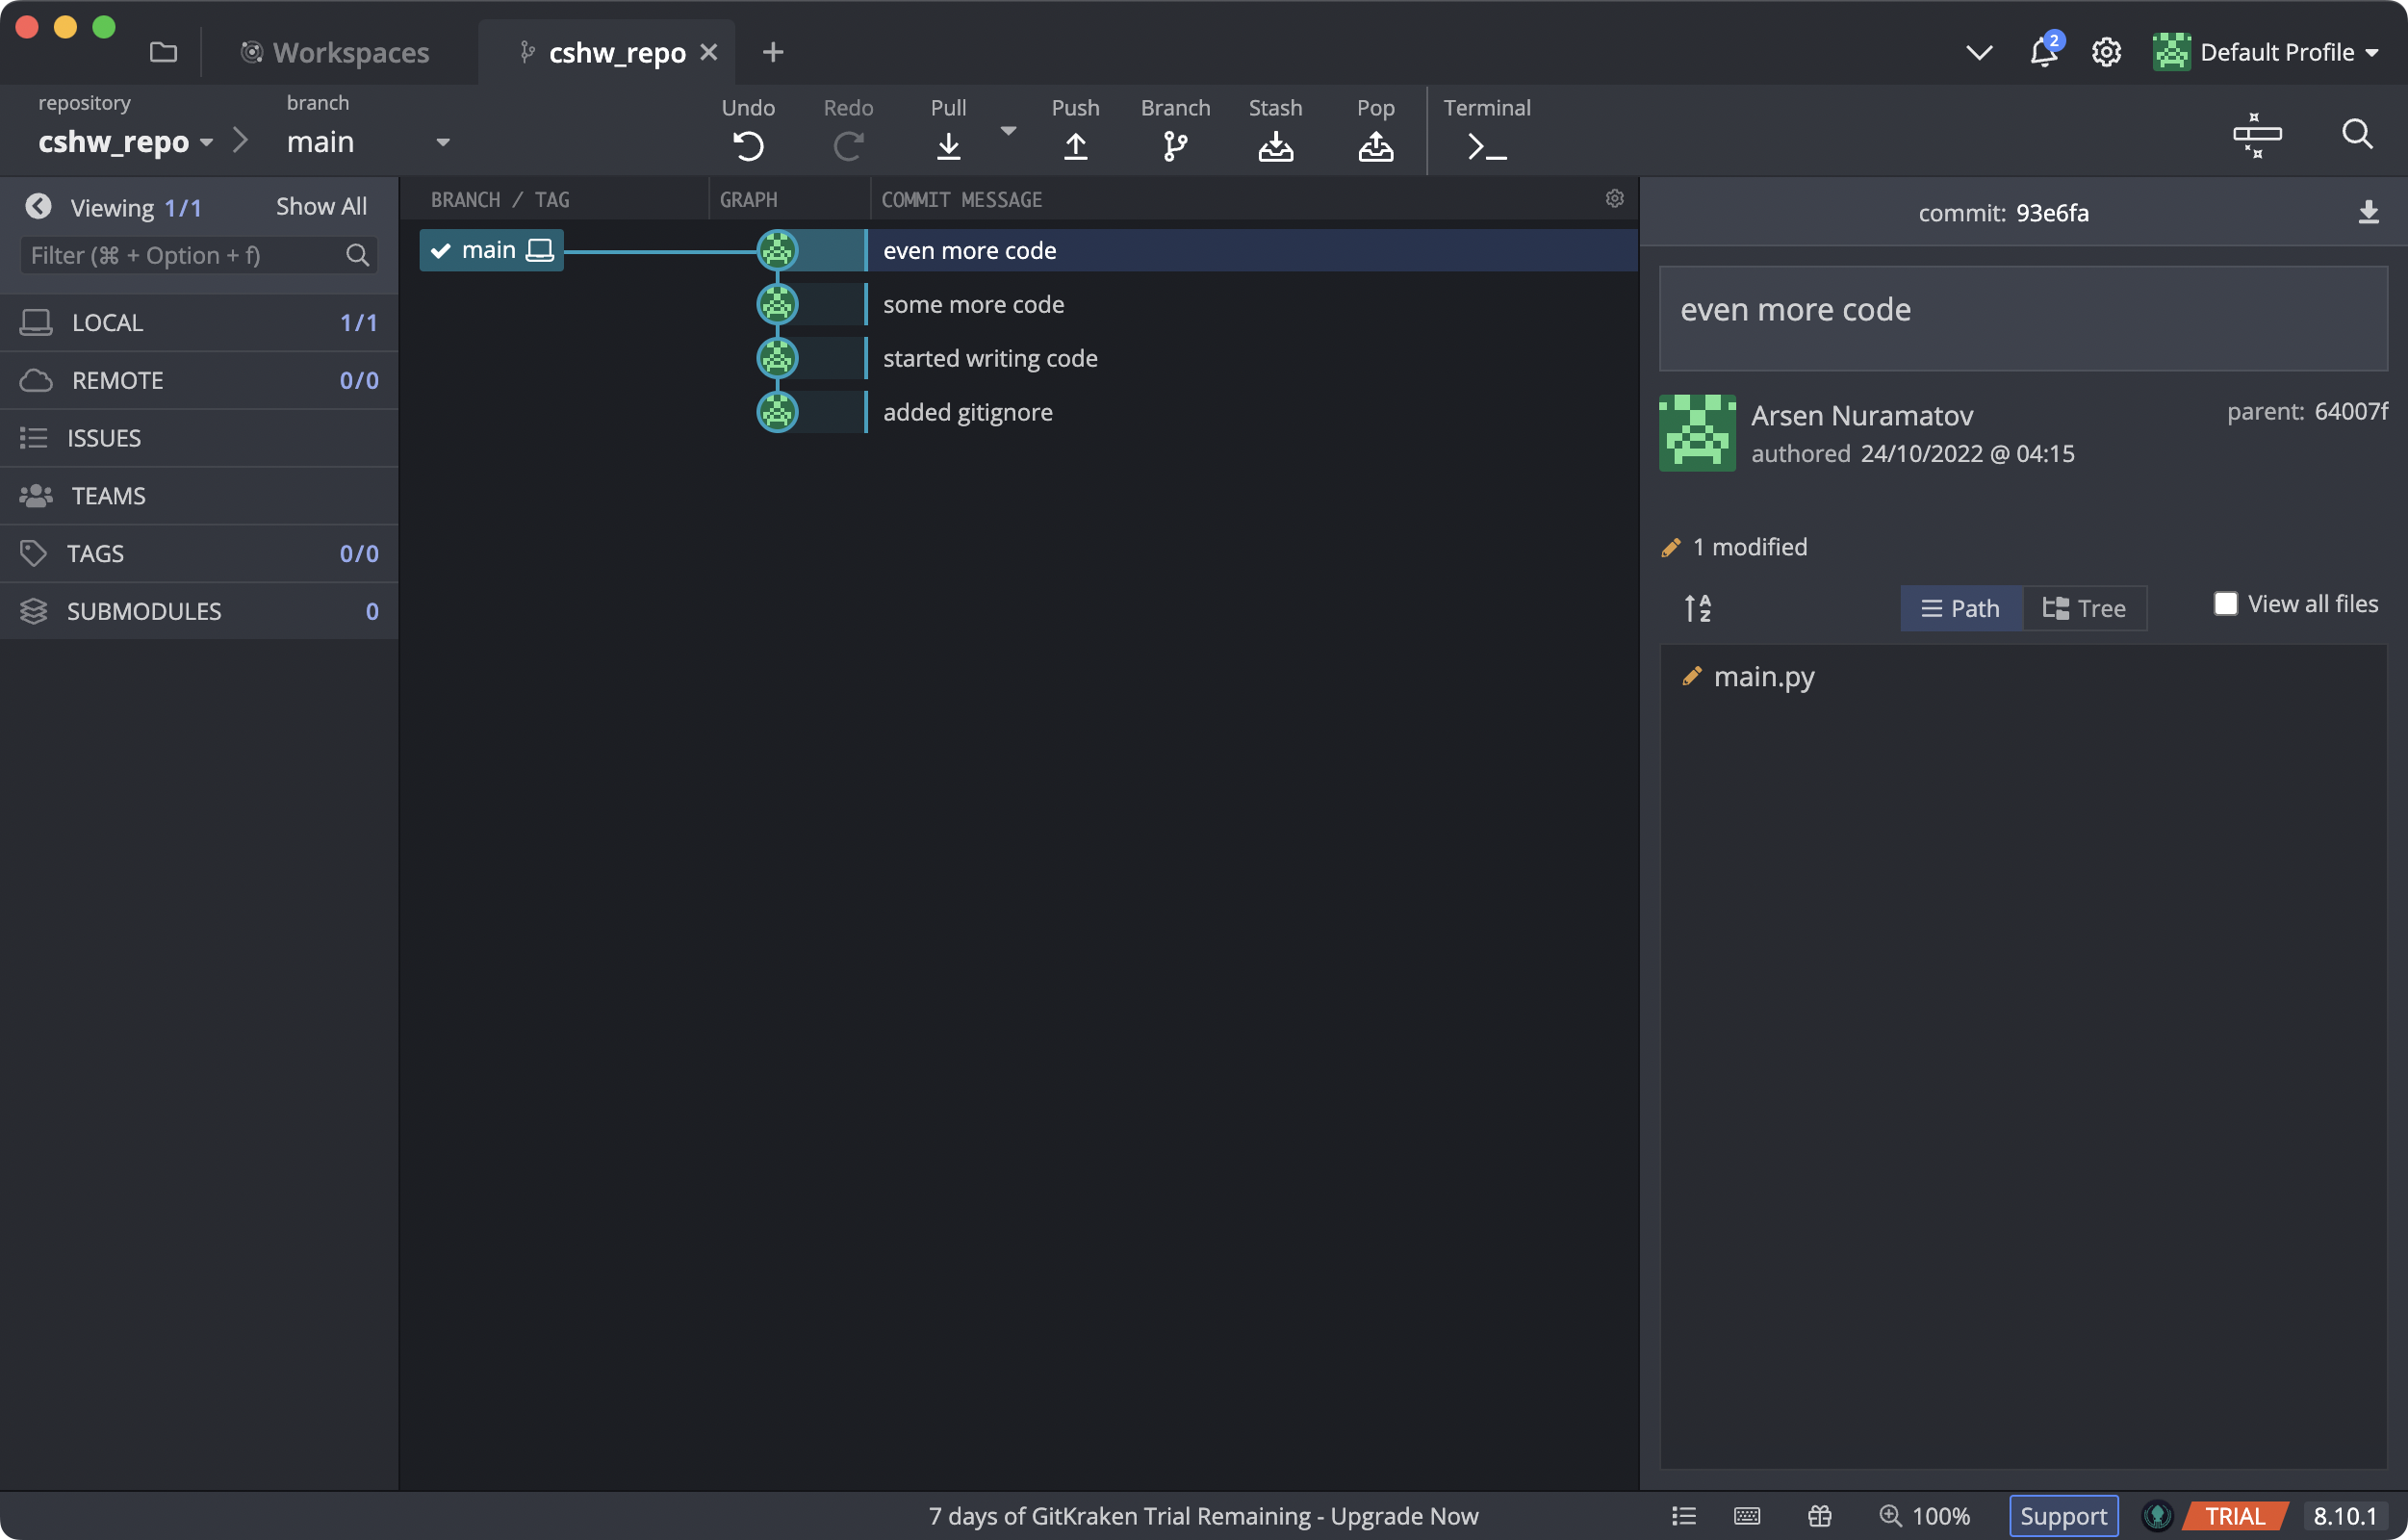 Workspaces
cshw_repo
2
Default Profile
repository
cshw_repo
branch
main
Undo
Redo
Pull
Push
Branch
Stash
Pop
Terminal
Viewing 1/1
Show All
Filter (⌘ + Option + f)
LOCAL 1/1
REMOTE 0/0
ISSUES
TEAMS
TAGS 0/0
SUBMODULES 0
BRANCH / TAG
GRAPH
COMMIT MESSAGE
main
even more code
some more code
started writing code
added gitignore
commit: 93e6fa
even more code
Arsen Nuramatov
authored 24/10/2022 @ 04:15
parent: 64007f
1 modified
A
Z
Path
Tree
View all files
main.py
7 days of GitKraken Trial Remaining - Upgrade Now
100%
Support
TRIAL
8.10.1